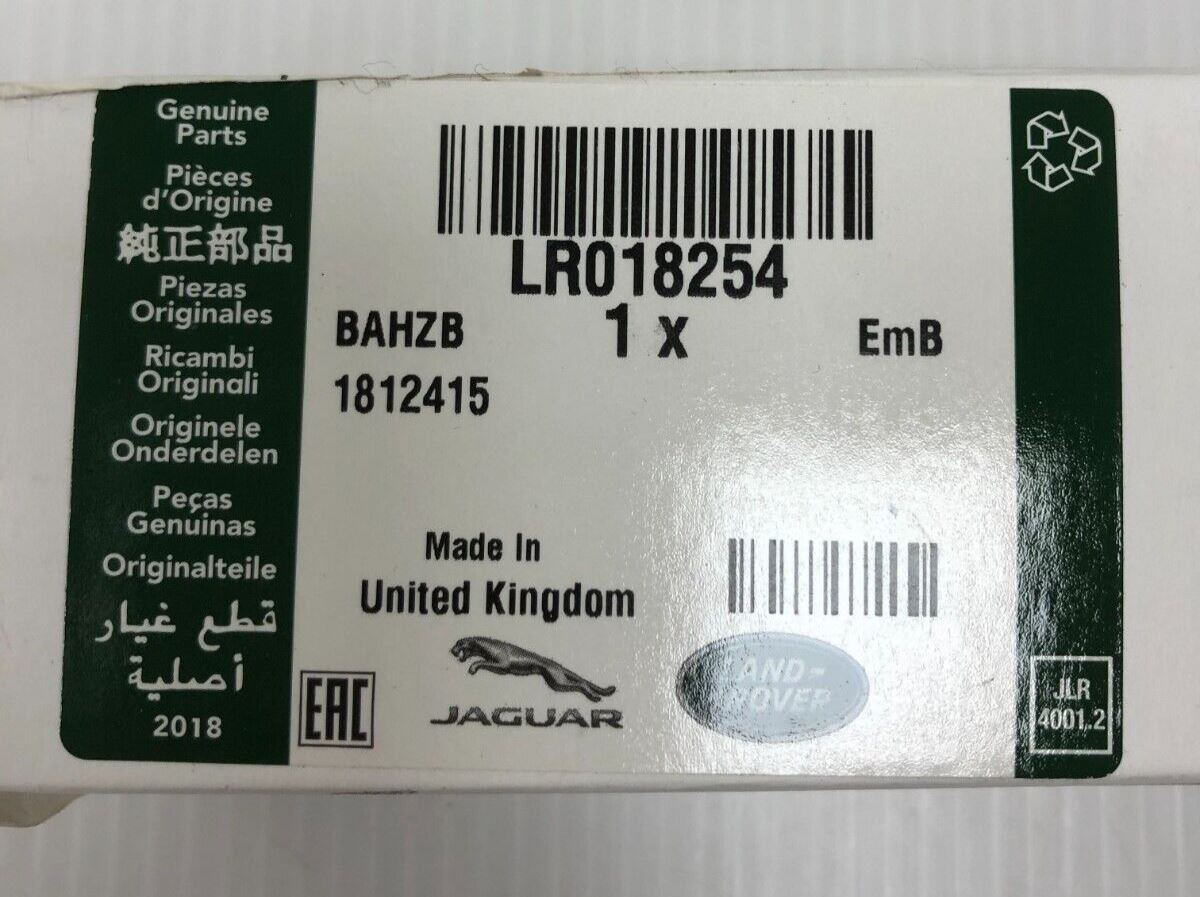 Genuine
Parts
Pièces
d'Origine
純正部品
Piezas
Originales
Ricambi
Originali
Originele
Onderdelen
Peças
Genuinas
Originalteile
قطع غيار
أصلية
2018
LR018254
BAHZB
1 x
EmB
1812415
Made In
United Kingdom
EAC
JAGUAR
AND-
ROVER
JLR
4001.2